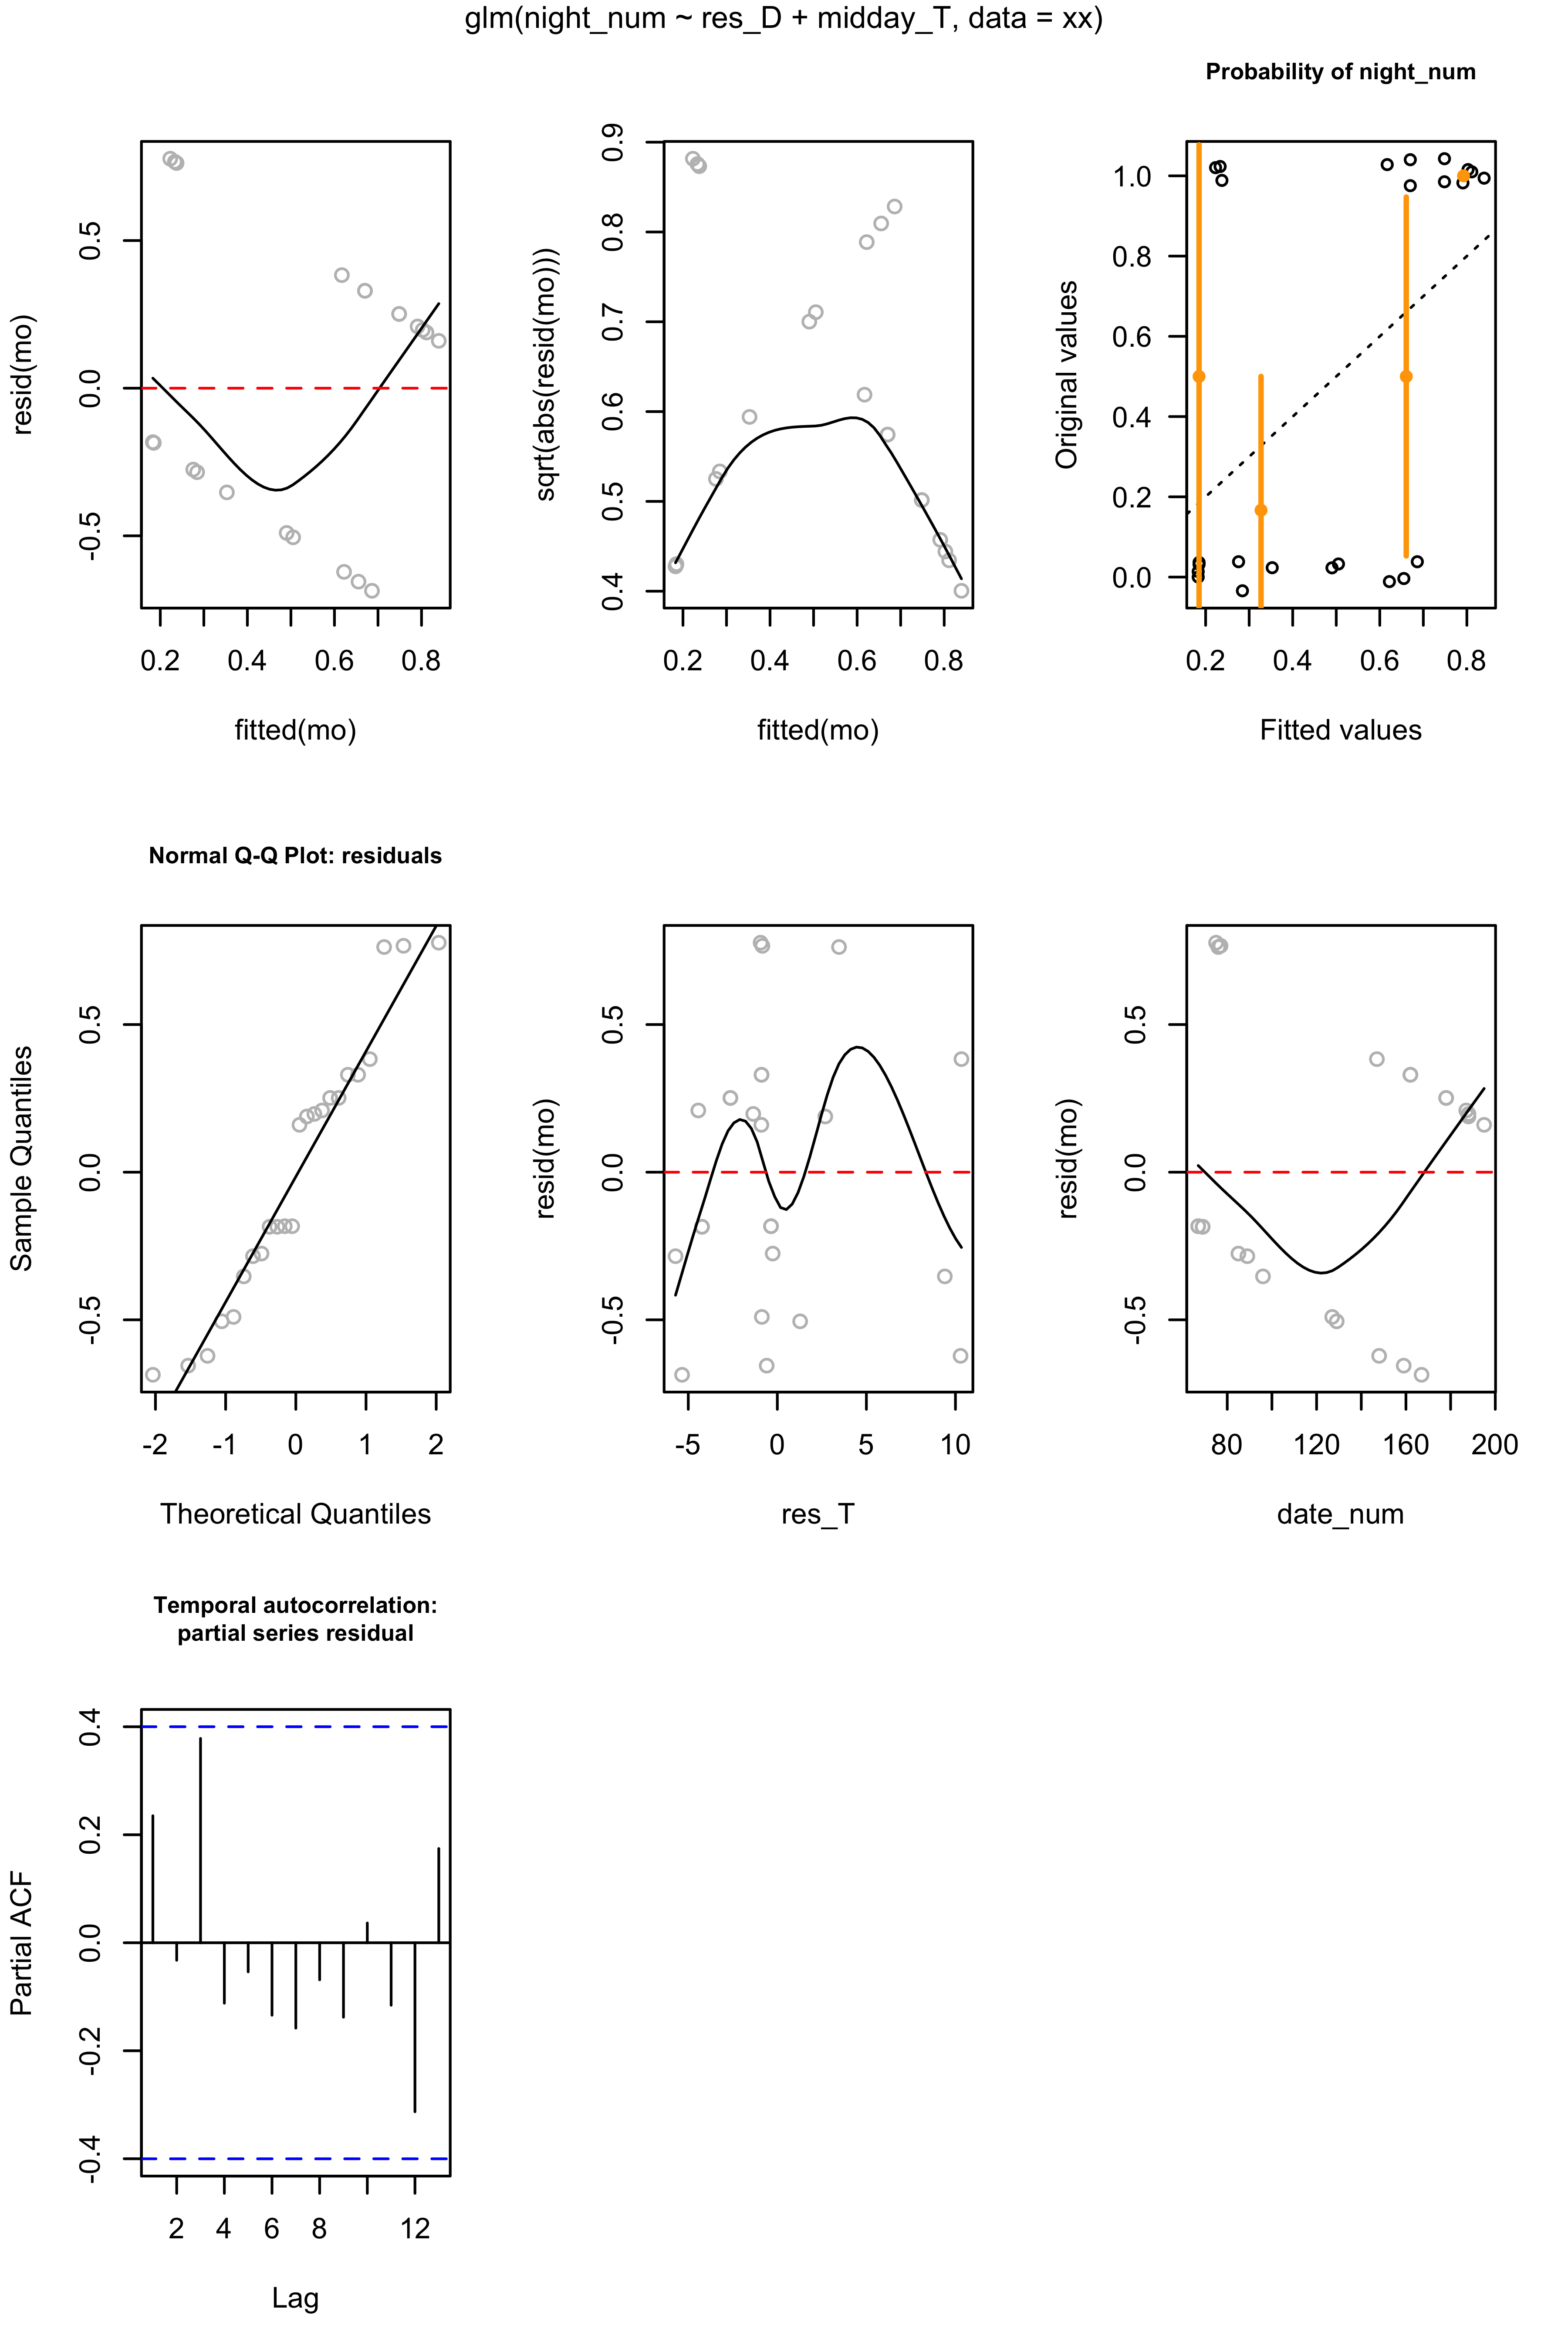 glm(night_num ~ res_D + midday_T, data = xx)
resid(mo)
0.5
0.0
-0.5
0.2 0.4 0.6 0.8
fitted(mo)
sqrt(abs(resid(mo)))
0.9
0.8
0.7
0.6
0.5
0.4
0.2 0.4 0.6 0.8
fitted(mo)
Probability of night_num
Original values
1.0
0.8
0.6
0.4
0.2
0.0
0.2 0.4 0.6 0.8
Fitted values
Normal Q-Q Plot: residuals
Sample Quantiles
0.5
0.0
-0.5
-2 -1 0 1 2
Theoretical Quantiles
resid(mo)
0.5
0.0
-0.5
-5 0 5 10
res_T
resid(mo)
0.5
0.0
-0.5
80 120 160 200
date_num
Temporal autocorrelation:
partial series residual
Partial ACF
0.4
0.2
0.0
-0.2
-0.4
2 4 6 8 12
Lag